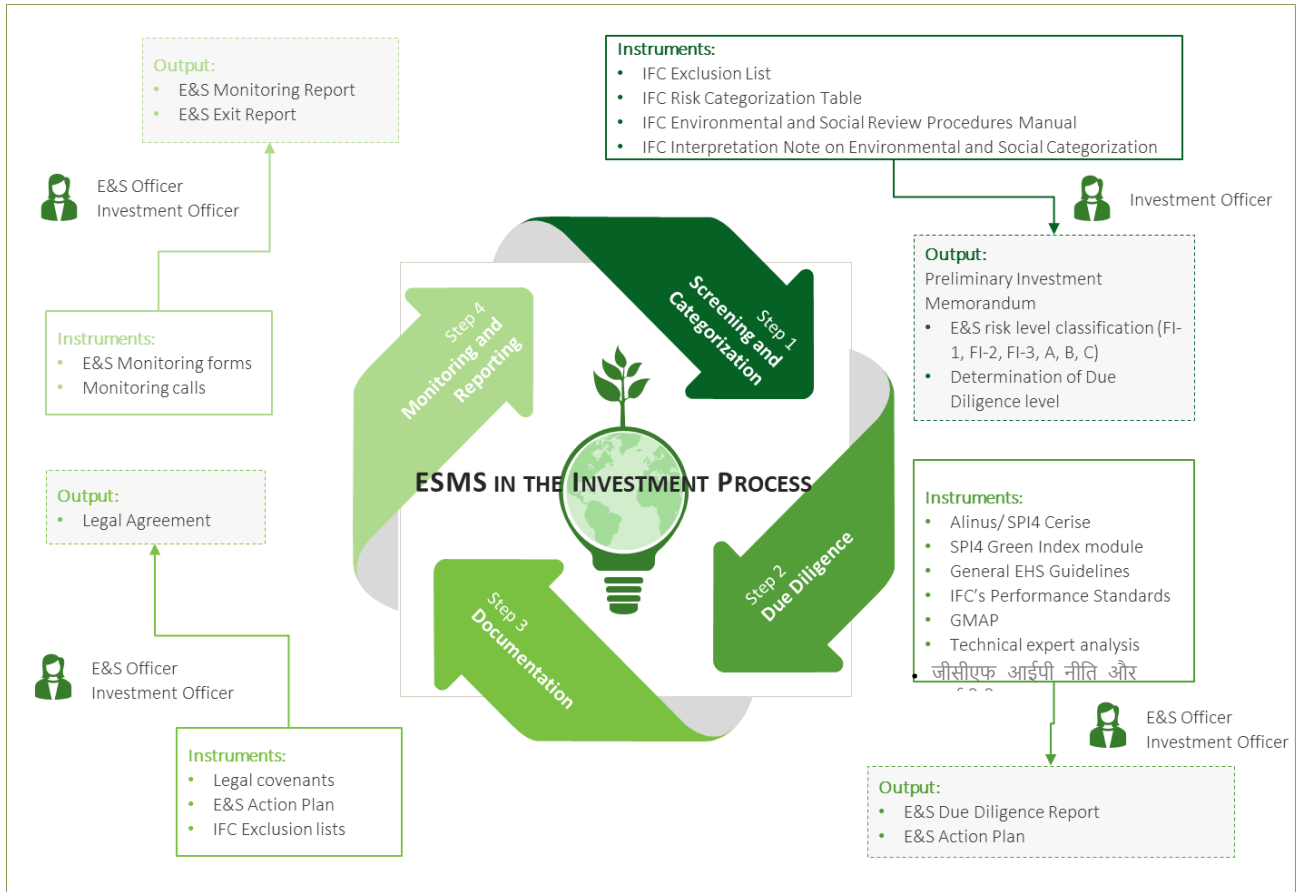 Output:
• E&S Monitoring Report
• E&S Exit Report
E&S Officer
Investment Officer
Instruments:
• E&S Monitoring forms
• Monitoring calls
Instruments:
• IFC Exclusion List
• IFC Risk Categorization Table
• IFC Environmental and Social Review Procedures Manual
• IFC Interpretation Note on Environmental and Social Categorization
Investment Officer
Output:
Preliminary Investment
Memorandum
• E&S risk level classification (FI-
1, FI-2, FI-3, A, B, C)
• Determination of Due
Diligence level
Step 1
Screening and
Categorization
Step 4
Monitoring and
Reporting
ESMS IN THE INVESTMENT PROCESS
Step 2
Due Diligence
Step 3
Documentation
Instruments:
• Alinus/ SPI4 Cerise
• SPI4 Green Index module
• General EHS Guidelines
• IFC's Performance Standards
• GMAP
• Technical expert analysis
• जीसीएफ आईपी नीति और
E&S Officer
Investment Officer
Output:
• E&S Due Diligence Report
• E&S Action Plan
Output:
• Legal Agreement
E&S Officer
Investment Officer
Instruments:
• Legal covenants
• E&S Action Plan
• IFC Exclusion lists